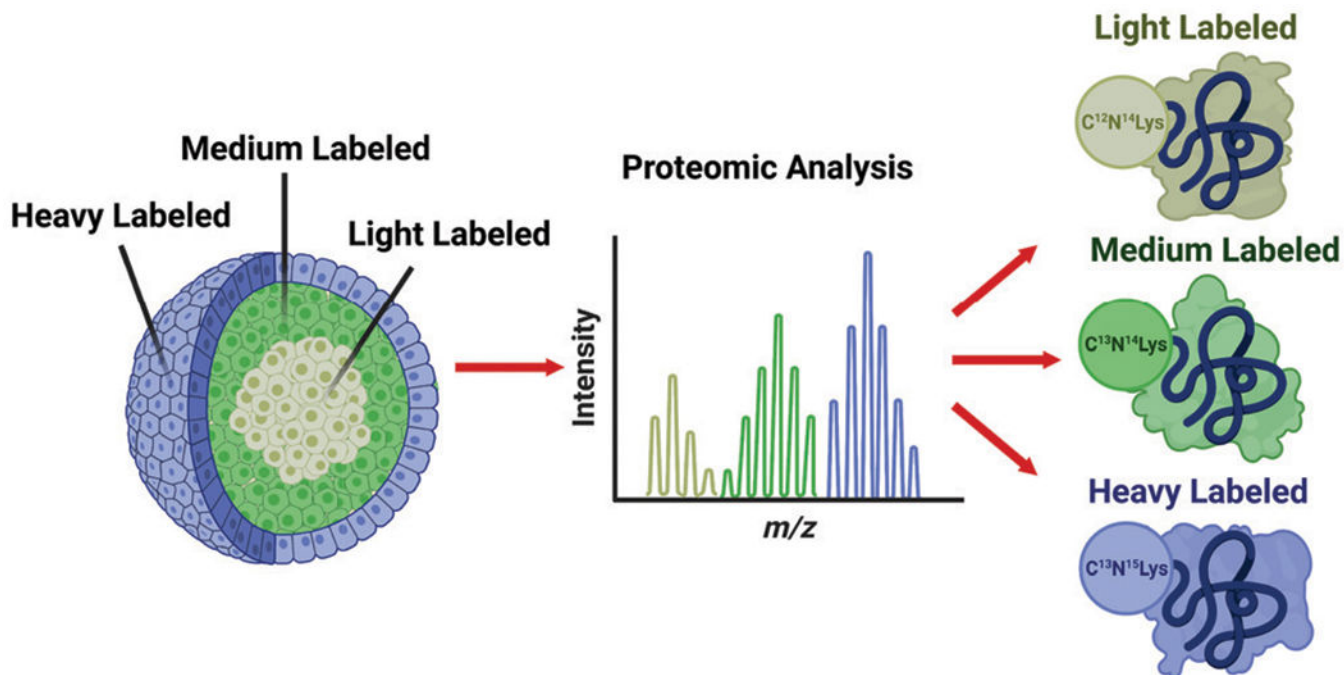 Medium Labeled
Heavy Labeled
Light Labeled
Proteomic Analysis
Intensity
m/z
Light Labeled
C¹²N¹⁴Lys
Medium Labeled
C¹³N¹⁴Lys
Heavy Labeled
C¹³N¹⁵Lys